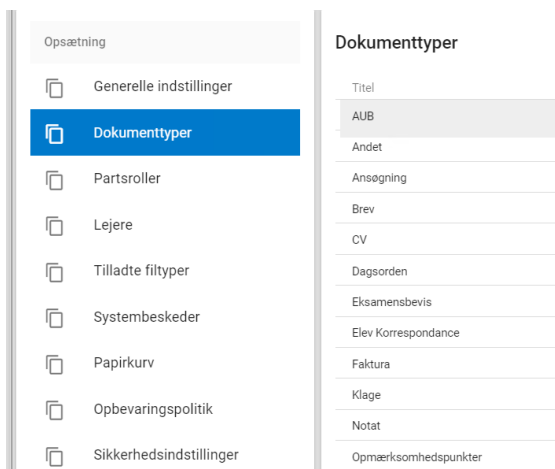 Opsætning
Generelle indstillinger
Dokumenttyper
Partsroller
Lejere
Tilladte filtyper
Systembeskeder
Papirkurv
Opbevaringspolitik
Sikkerhedsindstillinger
Dokumenttyper
Titel
AUB
Andet
Ansøgning
Brev
CV
Dagsorden
Eksamensbevis
Elev Korrespondance
Faktura
Klage
Notat
Opmærksomhedspunkter